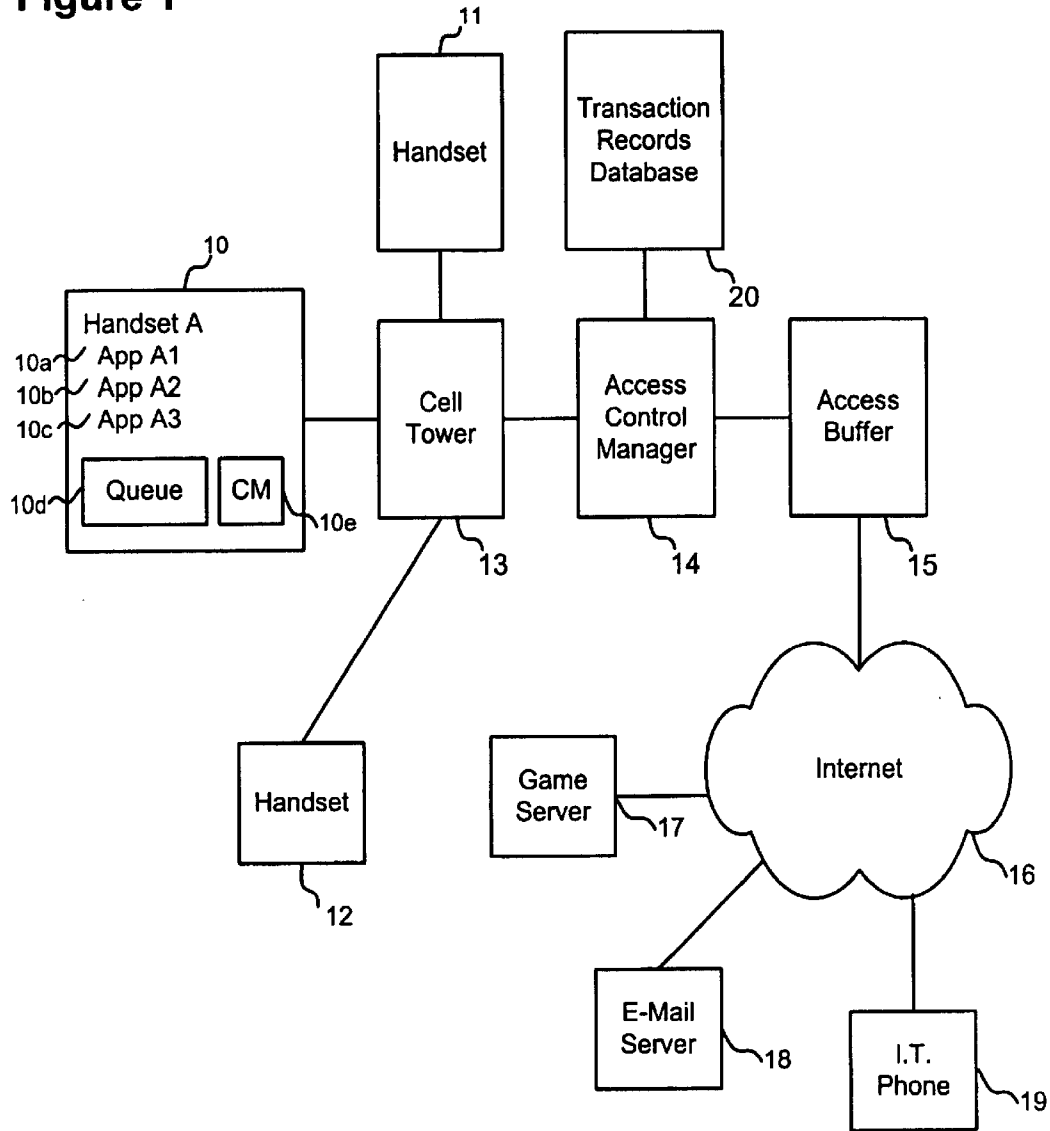 Figure 1
11
Handset
Transaction
Records
Database
20
10
Handset A
10a
App A1
10b
App A2
10c
App A3
10d
Queue
CM
10e
Cell
Tower
13
Access
Control
Manager
14
Access
Buffer
15
Handset
12
Game
Server
17
Internet
16
E-Mail
Server
18
I.T.
Phone
19